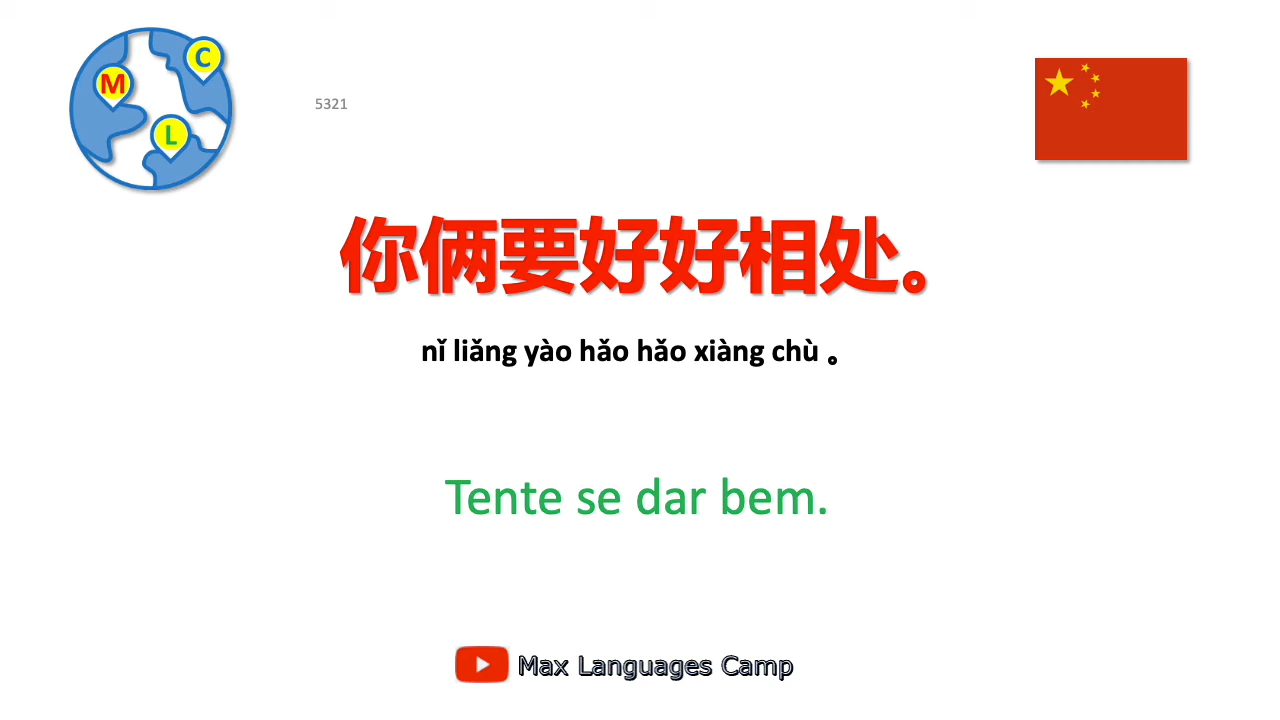 M
C
L
5321
你俩要好好相处。
nǐ liǎng yào hǎo hǎo xiàng chù 。
Tente se dar bem.
Max Languages Camp